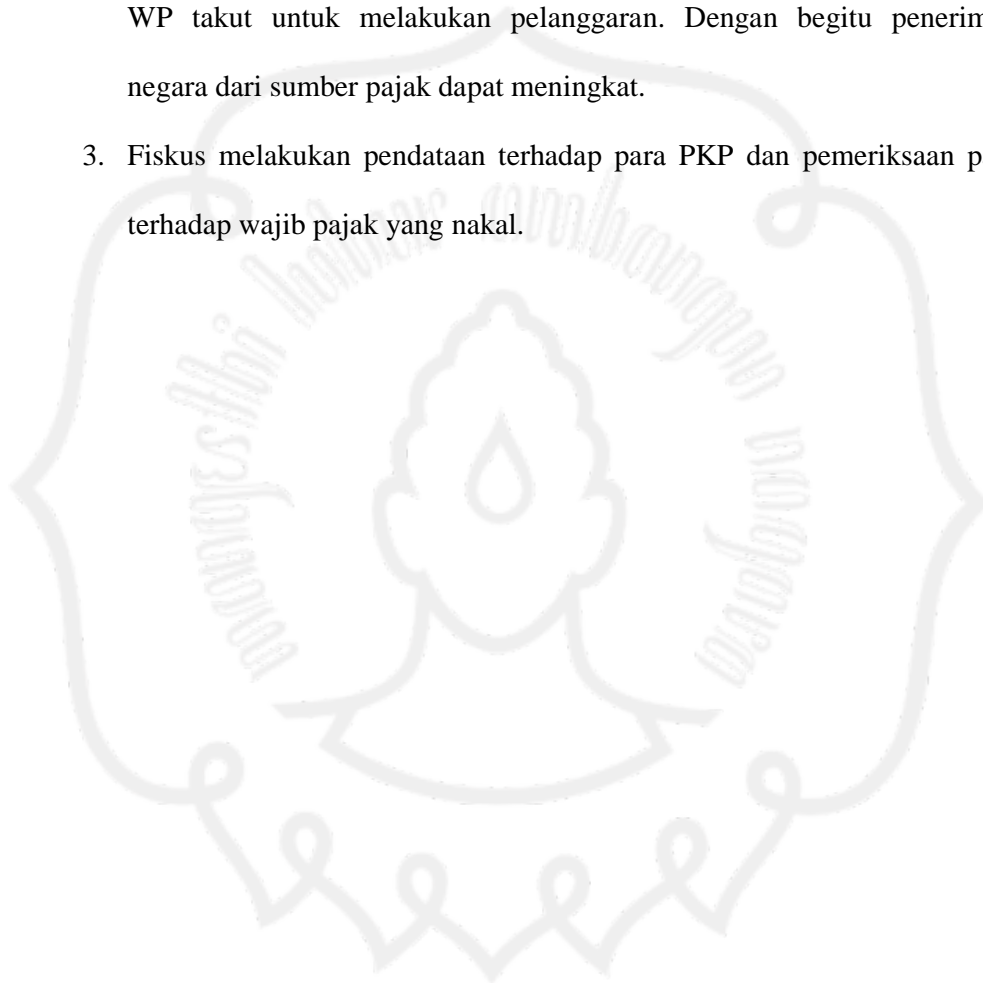 WP takut untuk melakukan pelanggaran. Dengan begitu penerim
negara dari sumber pajak dapat meningkat.
3. Fiskus melakukan pendataan terhadap para PKP dan pemeriksaan p
terhadap wajib pajak yang nakal.